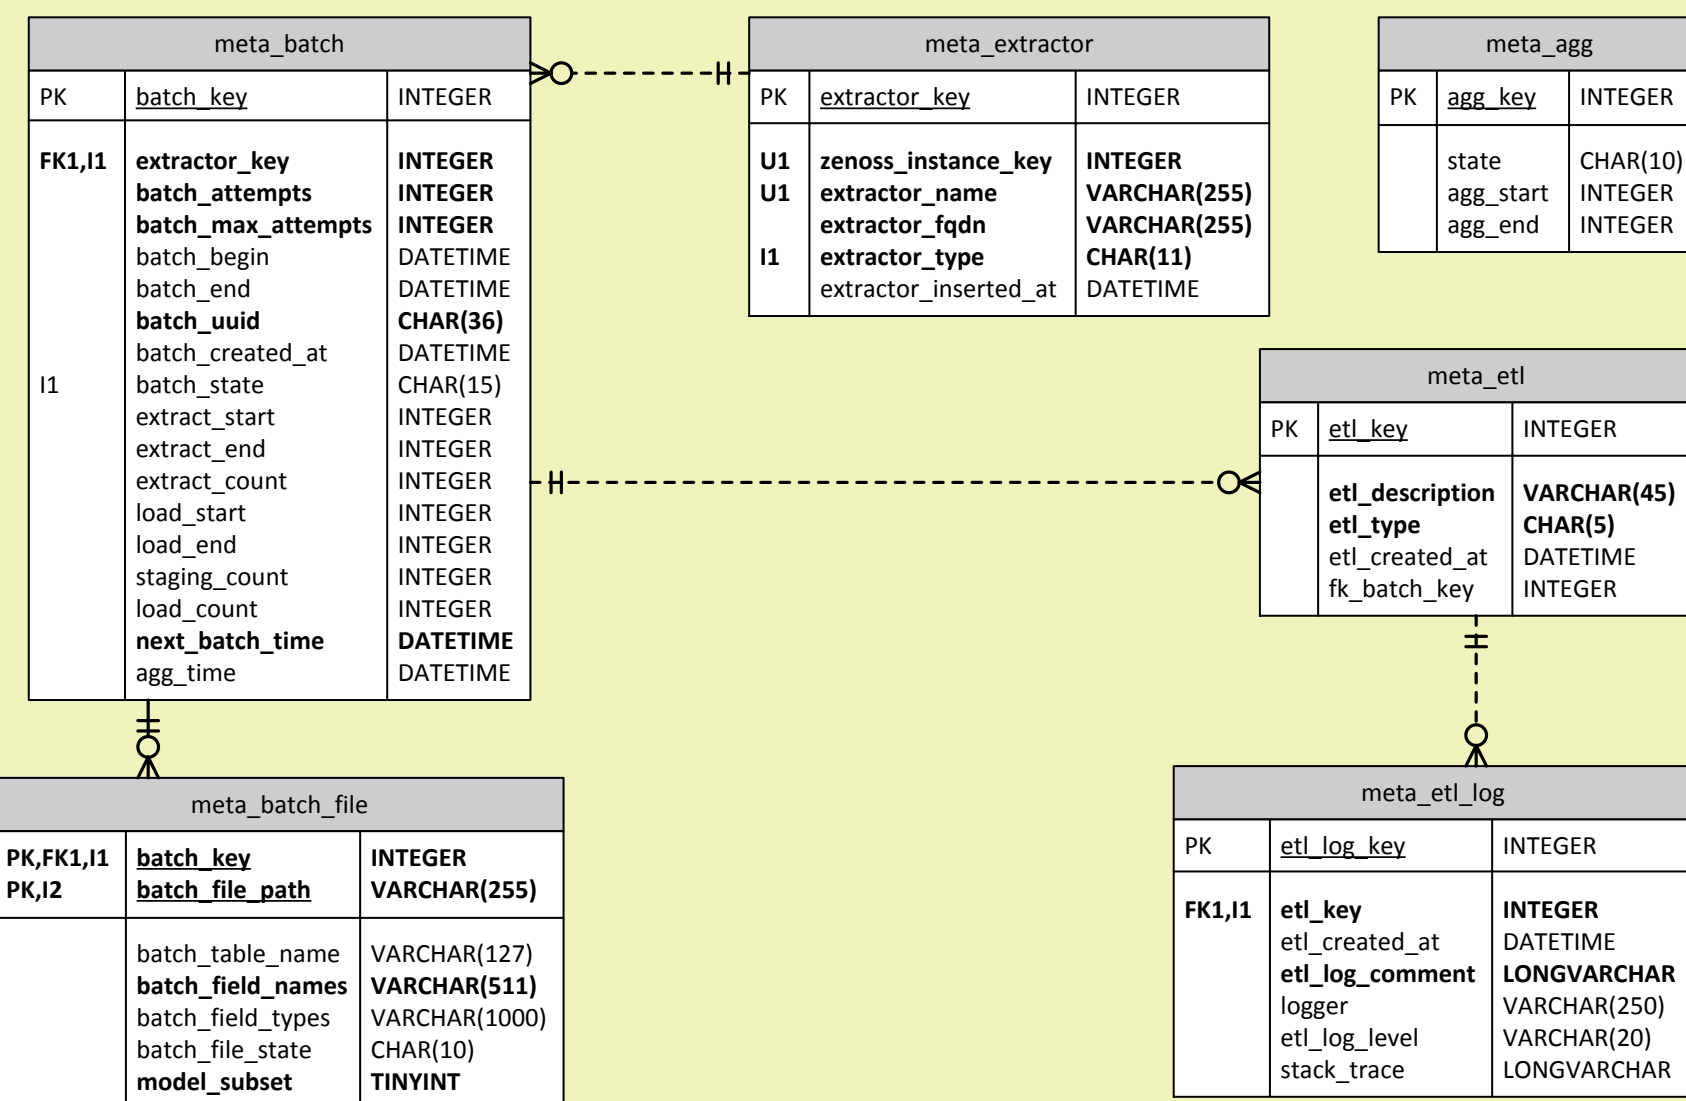 meta_batch
PK batch_key INTEGER
FK1,I1 extractor_key INTEGER
batch_attempts INTEGER
batch_max_attempts INTEGER
batch_begin DATETIME
batch_end DATETIME
batch_uuid CHAR(36)
batch_created_at DATETIME
I1 batch_state CHAR(15)
extract_start INTEGER
extract_end INTEGER
extract_count INTEGER
load_start INTEGER
load_end INTEGER
staging_count INTEGER
load_count INTEGER
next_batch_time DATETIME
agg_time DATETIME
meta_extractor
PK extractor_key INTEGER
U1 zenoss_instance_key INTEGER
U1 extractor_name VARCHAR(255)
extractor_fqdn VARCHAR(255)
I1 extractor_type CHAR(11)
extractor_inserted_at DATETIME
meta_agg
PK agg_key INTEGER
state CHAR(10)
agg_start INTEGER
agg_end INTEGER
meta_etl
PK etl_key INTEGER
etl_description VARCHAR(45)
etl_type CHAR(5)
etl_created_at DATETIME
fk_batch_key INTEGER
meta_batch_file
PK,FK1,I1 batch_key INTEGER
PK,I2 batch_file_path VARCHAR(255)
batch_table_name VARCHAR(127)
batch_field_names VARCHAR(511)
batch_field_types VARCHAR(1000)
batch_file_state CHAR(10)
model_subset TINYINT
meta_etl_log
PK etl_log_key INTEGER
FK1,I1 etl_key INTEGER
etl_created_at DATETIME
etl_log_comment LONGVARCHAR
logger VARCHAR(250)
etl_log_level VARCHAR(20)
stack_trace LONGVARCHAR